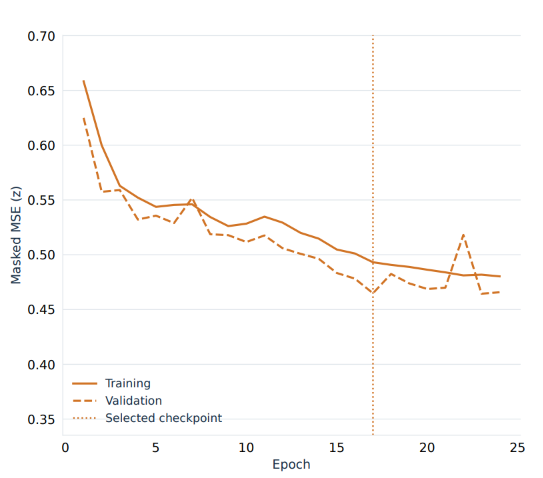 0.70
0.65
0.60
0.55
0.50
0.45
0.40
0.35
Masked MSE (z)
Training
Validation
Selected checkpoint
0 5 10 15 20 25
Epoch